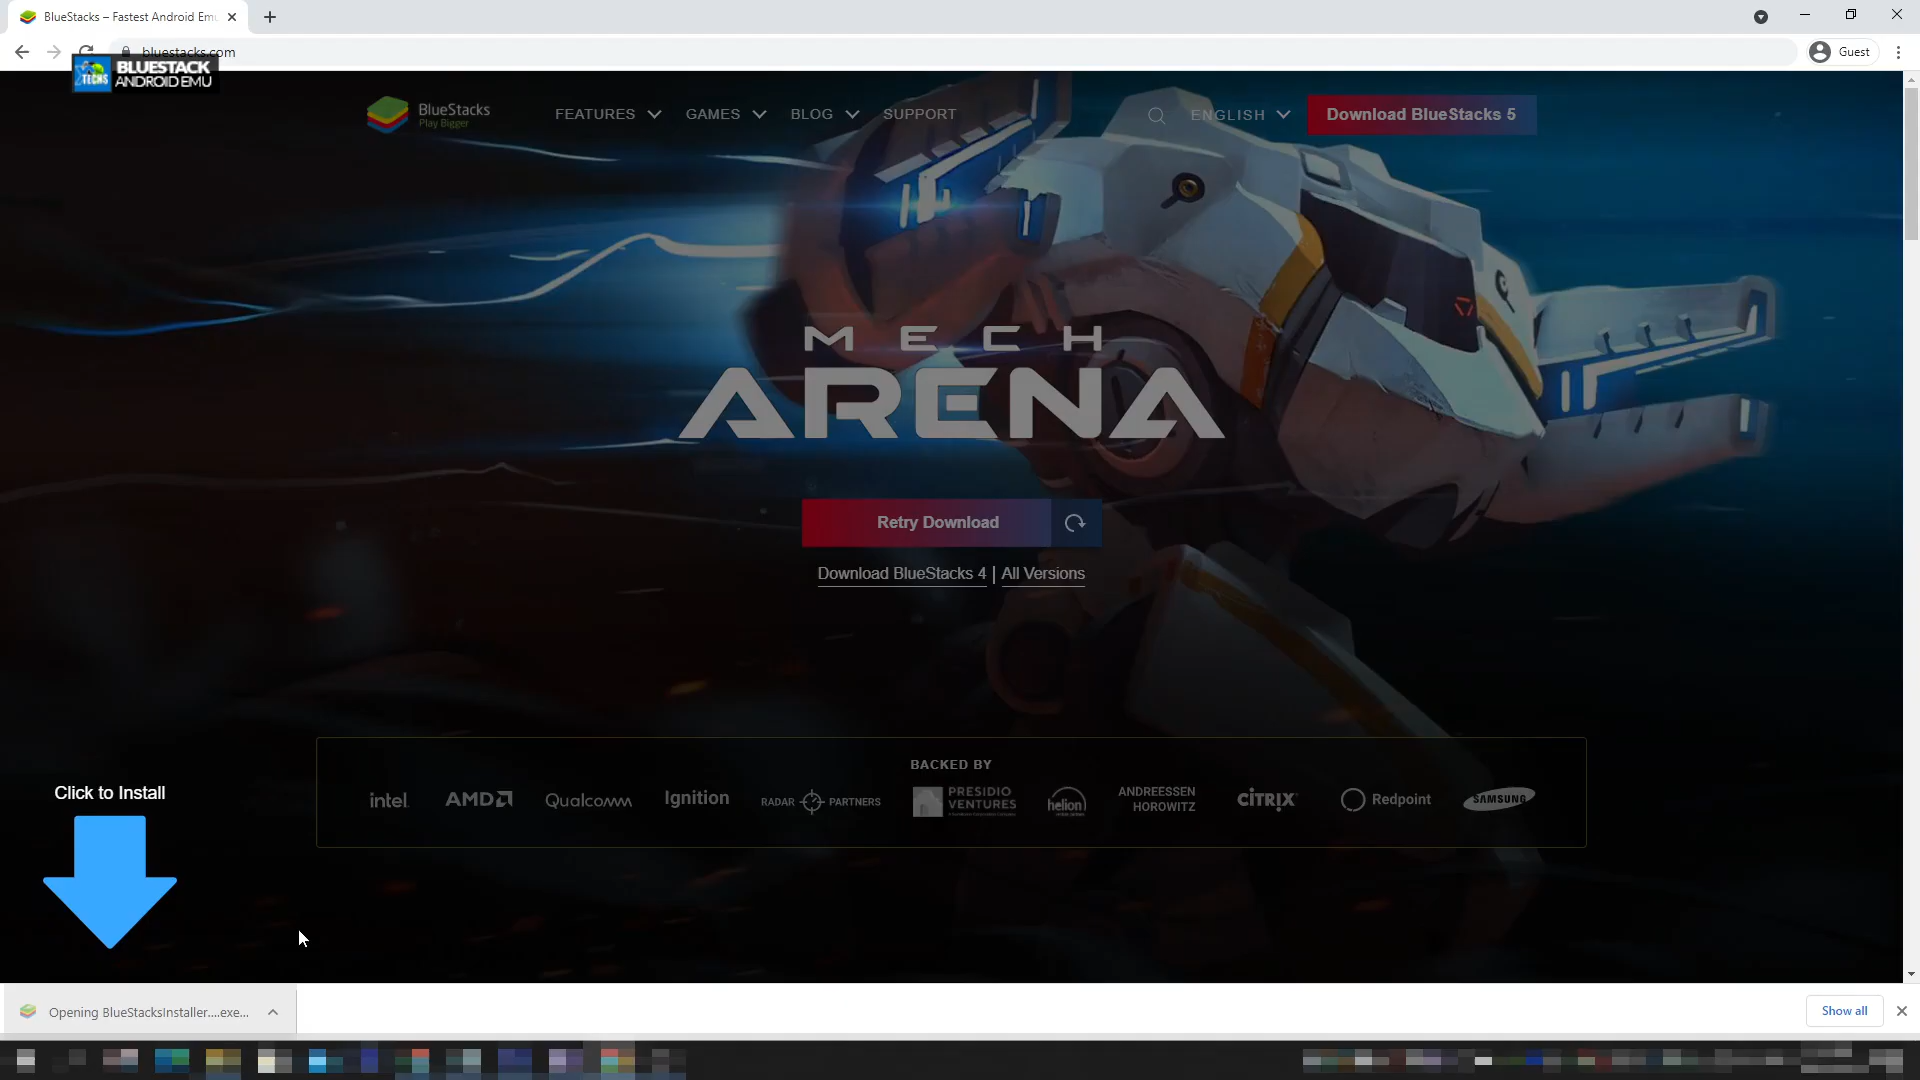 BlueStacks – Fastest Android Em
bluestacks.com
Guest
TECHS
BLUESTACK
ANDROID EMU
BlueStacks
Play Bigger
FEATURES
GAMES
BLOG
SUPPORT
ENGLISH
Download BlueStacks 5
MECH
ARENA
Retry Download
Download BlueStacks 4 | All Versions
BACKED BY
intel
AMD
Qualcomm
Ignition
RADAR PARTNERS
PRESIDIO
VENTURES
helion
ANDREESSEN
HOROWITZ
CITRIX
Redpoint
SAMSUNG
Click to Install
Opening BlueStacksInstaller....exe...
Show all